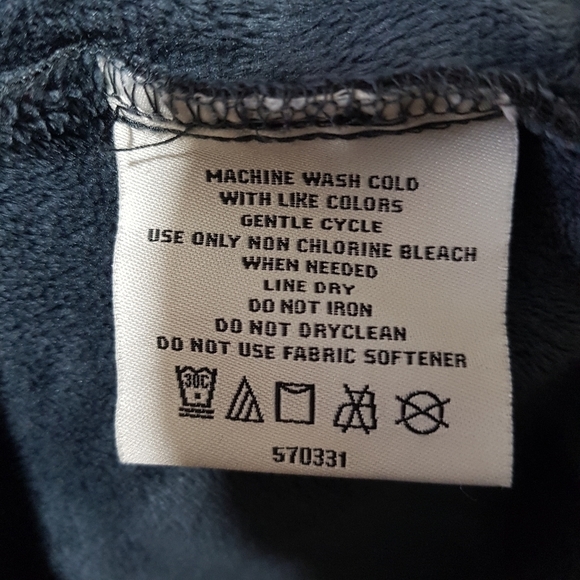 MACHINE WASH COLD
WITH LIKE COLORS
GENTLE CYCLE
USE ONLY NON CHLORINE BLEACH
WHEN NEEDED
LINE DRY
DO NOT IRON
DO NOT DRYCLEAN
DO NOT USE FABRIC SOFTENER
30C
570331